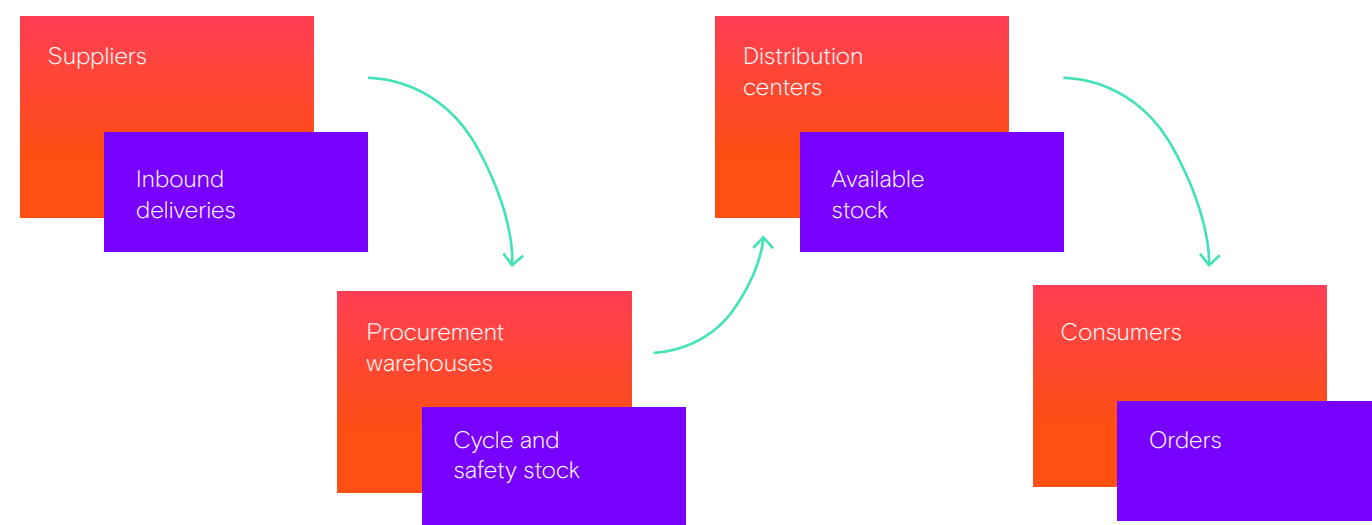 Suppliers
Inbound
deliveries
Procurement
warehouses
Cycle and
safety stock
Distribution
centers
Available
stock
Consumers
Orders